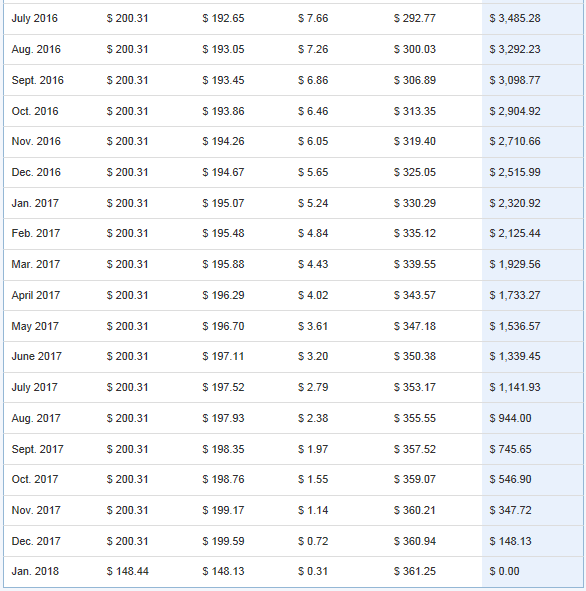 July 2016 $ 200.31 $ 192.65 $ 7.66 $ 292.77 $ 3,485.28
Aug. 2016 $ 200.31 $ 193.05 $ 7.26 $ 300.03 $ 3,292.23
Sept. 2016 $ 200.31 $ 193.45 $ 6.86 $ 306.89 $ 3,098.77
Oct. 2016 $ 200.31 $ 193.86 $ 6.46 $ 313.35 $ 2,904.92
Nov. 2016 $ 200.31 $ 194.26 $ 6.05 $ 319.40 $ 2,710.66
Dec. 2016 $ 200.31 $ 194.67 $ 5.65 $ 325.05 $ 2,515.99
Jan. 2017 $ 200.31 $ 195.07 $ 5.24 $ 330.29 $ 2,320.92
Feb. 2017 $ 200.31 $ 195.48 $ 4.84 $ 335.12 $ 2,125.44
Mar. 2017 $ 200.31 $ 195.88 $ 4.43 $ 339.55 $ 1,929.56
April 2017 $ 200.31 $ 196.29 $ 4.02 $ 343.57 $ 1,733.27
May 2017 $ 200.31 $ 196.70 $ 3.61 $ 347.18 $ 1,536.57
June 2017 $ 200.31 $ 197.11 $ 3.20 $ 350.38 $ 1,339.45
July 2017 $ 200.31 $ 197.52 $ 2.79 $ 353.17 $ 1,141.93
Aug. 2017 $ 200.31 $ 197.93 $ 2.38 $ 355.55 $ 944.00
Sept. 2017 $ 200.31 $ 198.35 $ 1.97 $ 357.52 $ 745.65
Oct. 2017 $ 200.31 $ 198.76 $ 1.55 $ 359.07 $ 546.90
Nov. 2017 $ 200.31 $ 199.17 $ 1.14 $ 360.21 $ 347.72
Dec. 2017 $ 200.31 $ 199.59 $ 0.72 $ 360.94 $ 148.13
Jan. 2018 $ 148.44 $ 148.13 $ 0.31 $ 361.25 $ 0.00